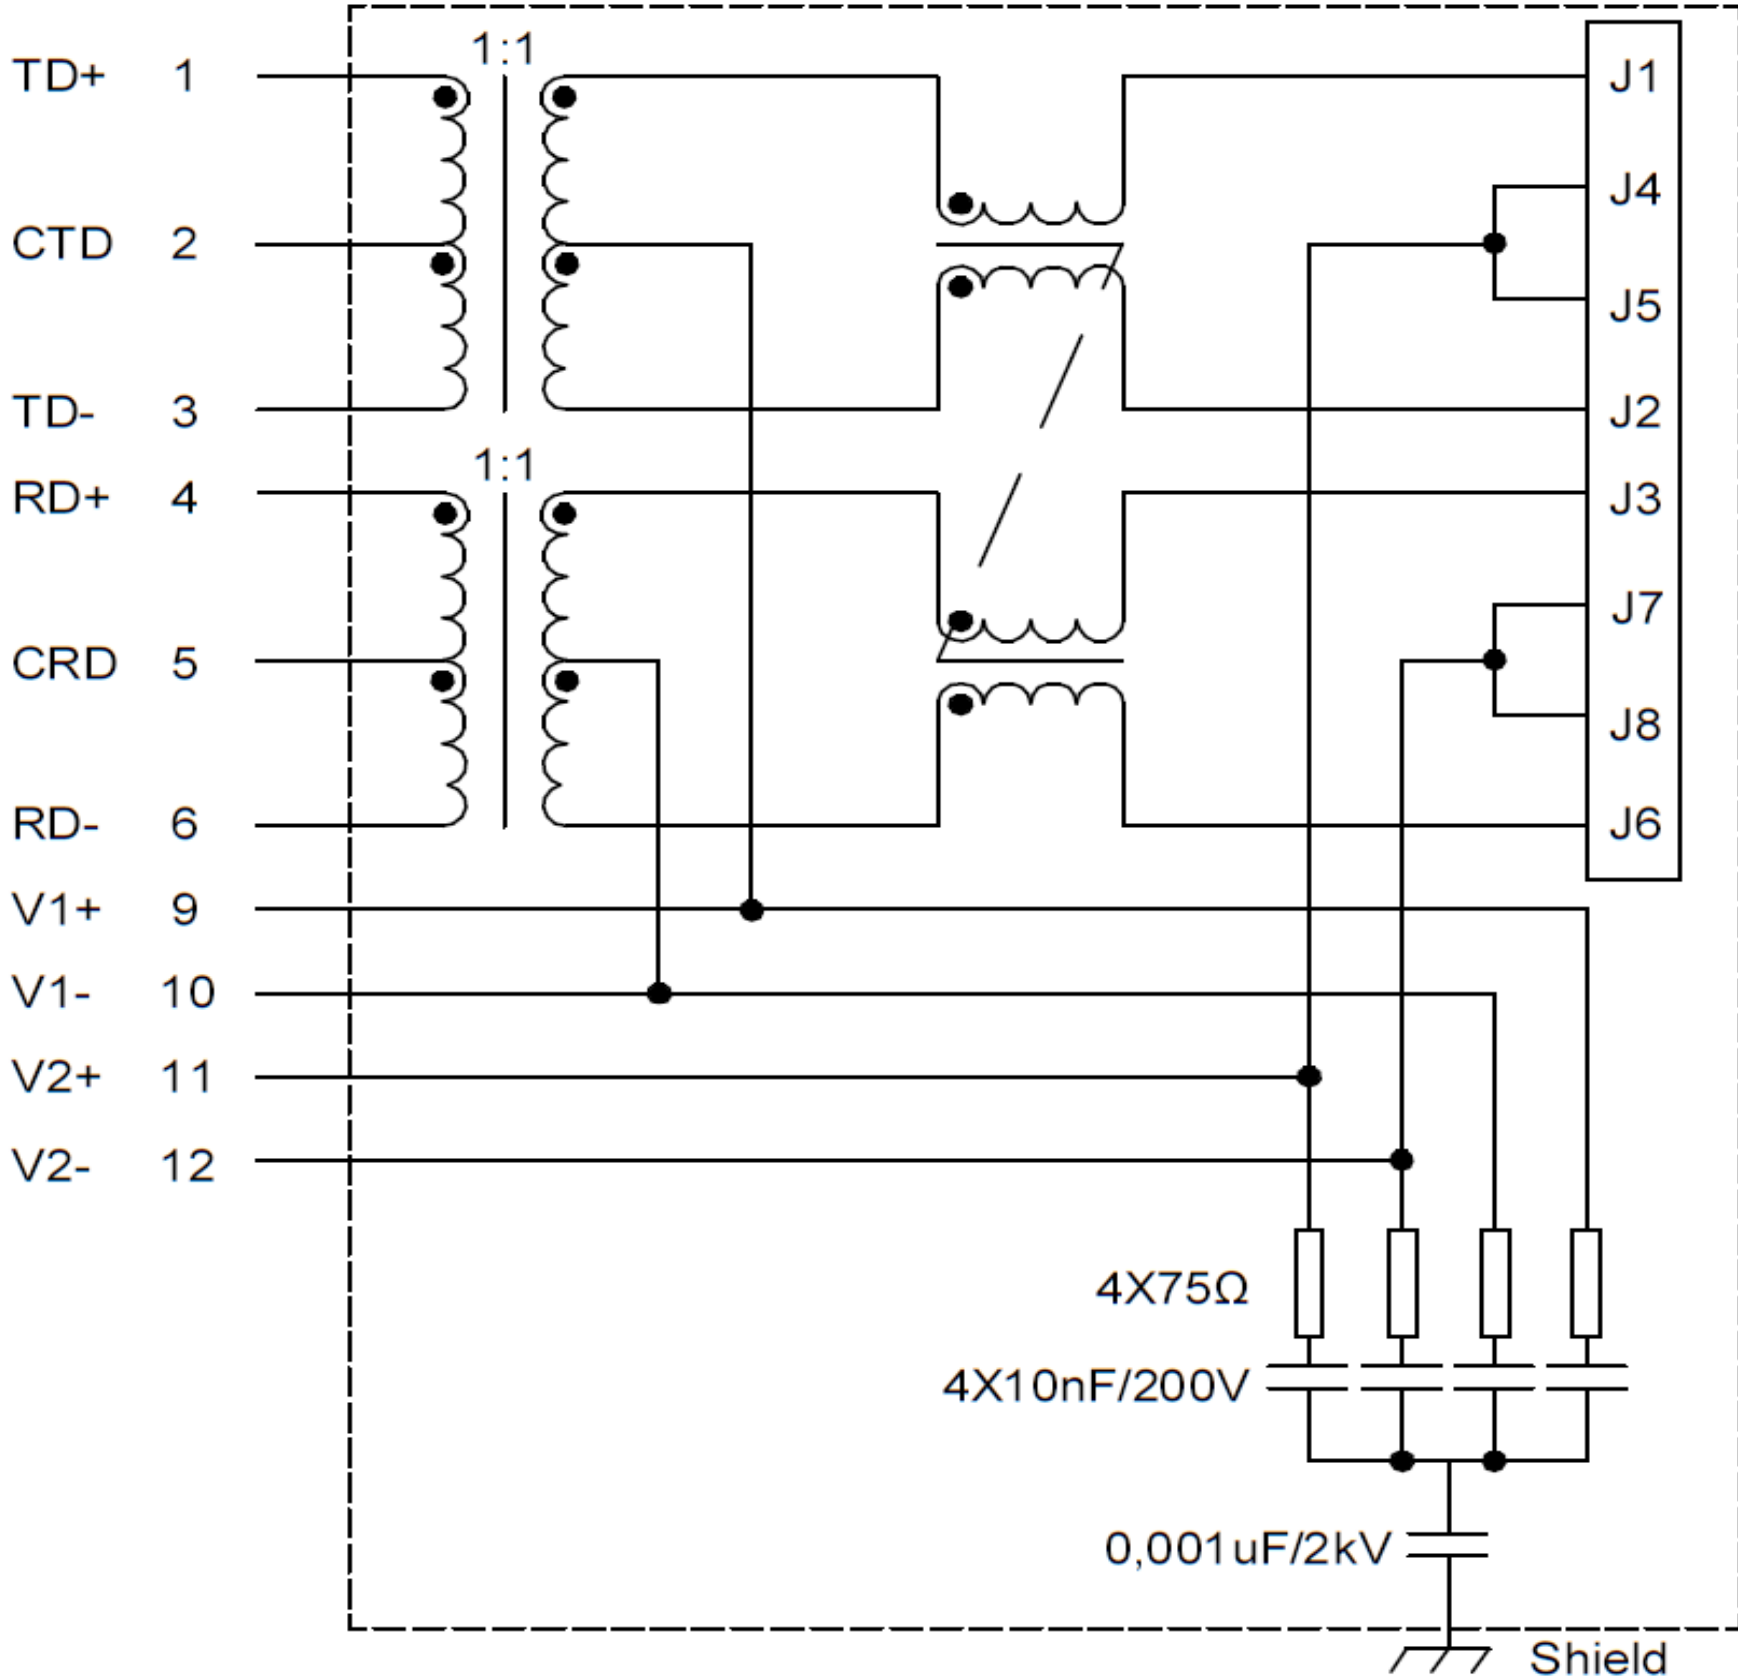 1:1
TD+ 1
J1
J4
CTD 2
J5
TD- 3
J2
1:1
RD+ 4
J3
J7
CRD 5
J8
RD- 6
J6
V1+ 9
V1- 10
V2+ 11
V2- 12
4X75Ω
4X10nF/200V
0,001uF/2kV
Shield